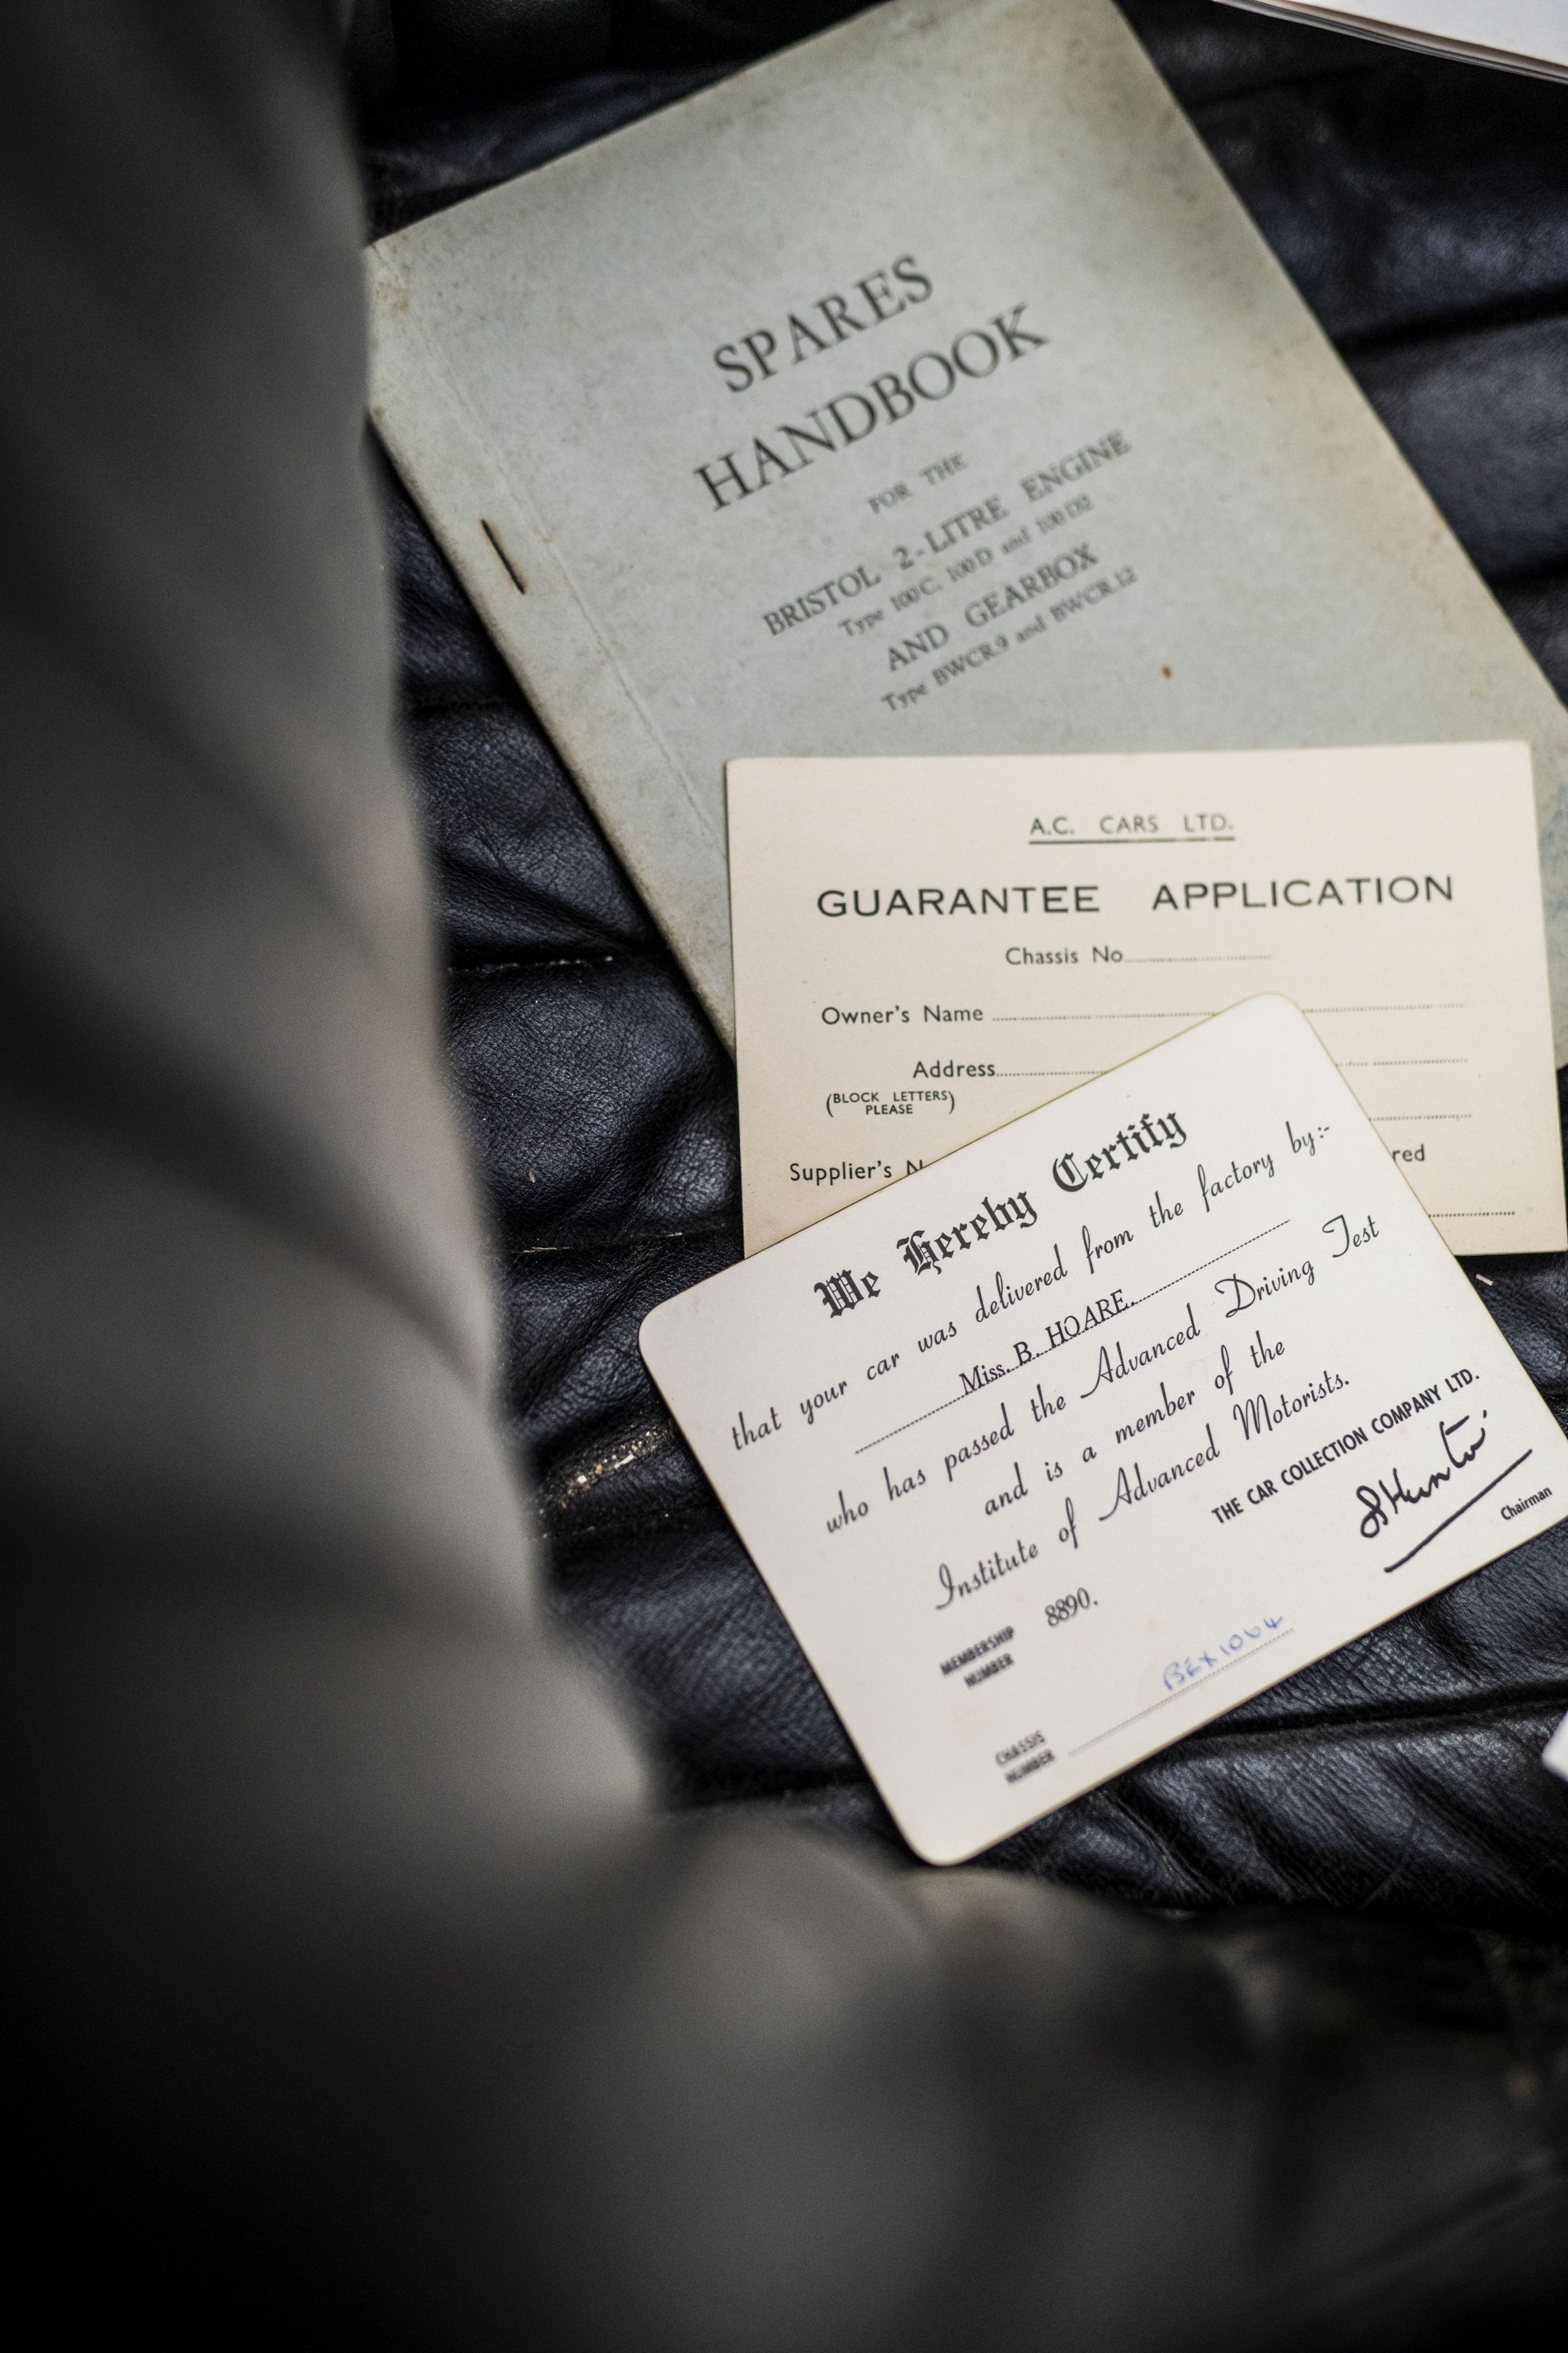 SPARES
HANDBOOK
FOR THE
BRISTOL 2-LITRE ENGINE
Type 100C, 100D and 100D2
AND GEARBOX
Type BWCR.9 and BWCR.12
A.C. CARS LTD.
GUARANTEE APPLICATION
Chassis No
Owner's Name
Address
(BLOCK LETTERS
PLEASE)
Supplier's
We Hereby Certify
that your car was delivered from the factory by:-
Miss. B. HOARE.
who has passed the Advanced Driving Test
and is a member of the
Institute of Advanced Motorists.
THE CAR COLLECTION COMPANY LTD.
Chairman
MEMBERSHIP
NUMBER
8890.
CHASSIS
NUMBER
BEX1064